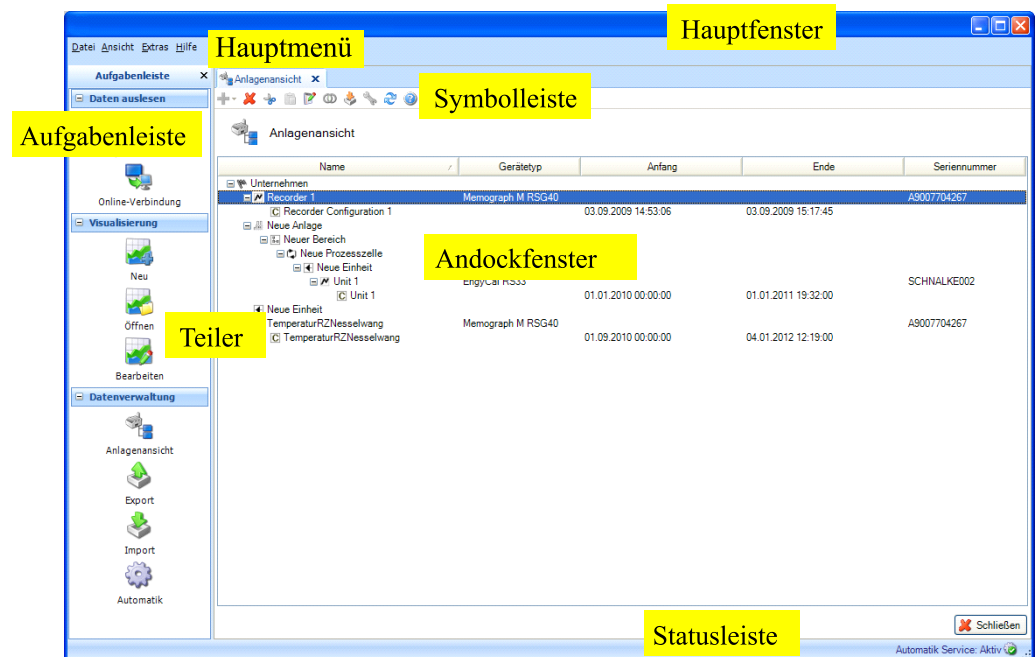 Hauptfenster
Datei Ansicht Extras Hilfe
Hauptmenü
Aufgabenleiste
Anlagenansicht
Daten auslesen
Symbolleiste
Aufgabenleiste
Anlagenansicht
Name Gerätetyp Anfang Ende Seriennummer
Unternehmen
Recorder 1 Memograph M RSG40 A9007704267
Recorder Configuration 1 03.09.2009 14:53:06 03.09.2009 15:17:45
Neue Anlage
Neuer Bereich
Neue Prozesszelle
Neue Einheit
Andockfenster
Unit 1 EngyCal RS33 SCHNALKE002
Unit 1 01.01.2010 00:00:00 01.01.2011 19:32:00
Neue Einheit
TemperaturRZNesselwang Memograph M RSG40 A9007704267
TemperaturRZNesselwang 01.09.2010 00:00:00 04.01.2012 12:19:00
Online-Verbindung
Visualisierung
Neu
Öffnen
Teiler
Bearbeiten
Datenverwaltung
Anlagenansicht
Export
Import
Automatik
Schließen
Statusleiste
Automatik Service: Aktiv